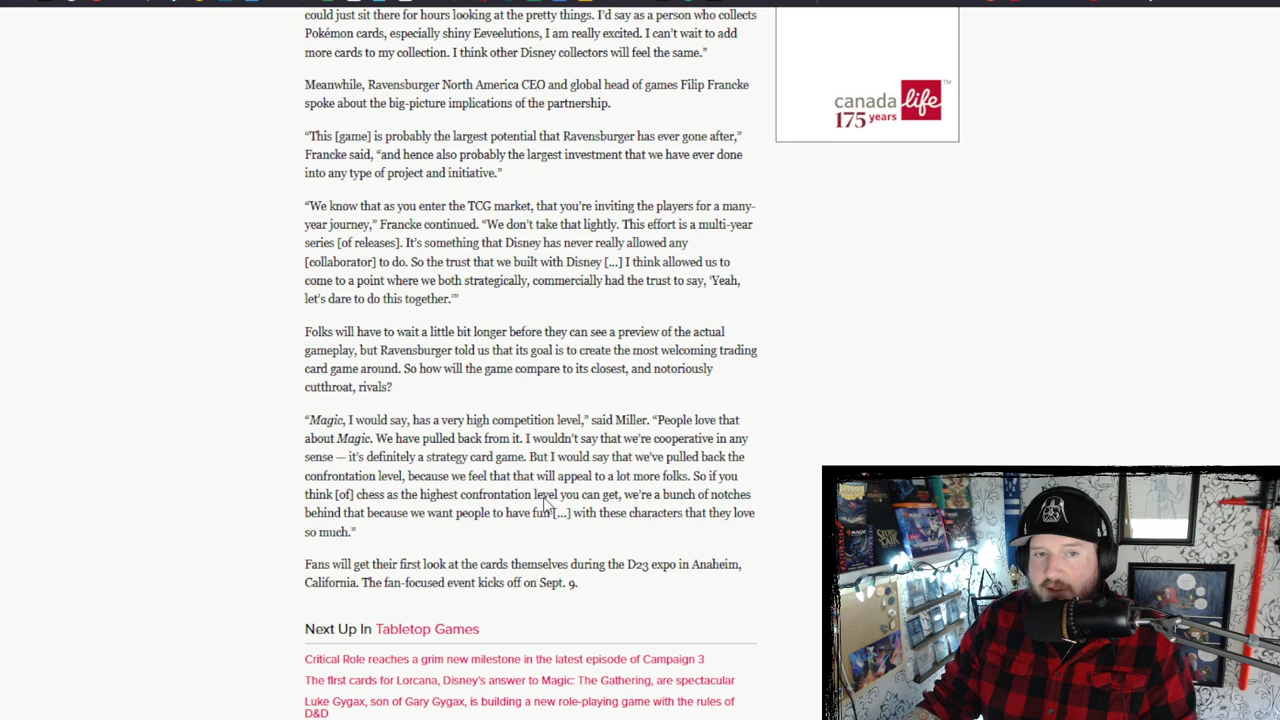 could just sit there for hours looking at the pretty things. I'd say as a person who collects
Pokémon cards, especially shiny Eeveelutions, I am really excited. I can't wait to add
more cards to my collection. I think other Disney collectors will feel the same.”
Meanwhile, Ravensburger North America CEO and global head of games Filip Francke
spoke about the big-picture implications of the partnership.
“This [game] is probably the largest potential that Ravensburger has ever gone after,”
Francke said, “and hence also probably the largest investment that we have ever done
into any type of project and initiative.”
“We know that as you enter the TCG market, that you're inviting the players for a many-
year journey,” Francke continued. “We don't take that lightly. This effort is a multi-year
series [of releases]. It's something that Disney has never really allowed any
[collaborator] to do. So the trust that we built with Disney [...] I think allowed us to
come to a point where we both strategically, commercially had the trust to say, ‘Yeah,
let's dare to do this together.’”
Folks will have to wait a little bit longer before they can see a preview of the actual
gameplay, but Ravensburger told us that its goal is to create the most welcoming trading
card game around. So how will the game compare to its closest, and notoriously
cutthroat, rivals?
“Magic, I would say, has a very high competition level,” said Miller. “People love that
about Magic. We have pulled back from it. I wouldn't say that we're cooperative in any
sense — it's definitely a strategy card game. But I would say that we've pulled back the
confrontation level, because we feel that that will appeal to a lot more folks. So if you
think [of] chess as the highest confrontation level you can get, we're a bunch of notches
behind that because we want people to have fun [...] with these characters that they love
so much.”
Fans will get their first look at the cards themselves during the D23 expo in Anaheim,
California. The fan-focused event kicks off on Sept. 9.
Next Up In Tabletop Games
Critical Role reaches a grim new milestone in the latest episode of Campaign 3
The first cards for Lorcana, Disney's answer to Magic: The Gathering, are spectacular
Luke Gygax, son of Gary Gygax, is building a new role-playing game with the rules of
D&D
canada life™
175 years